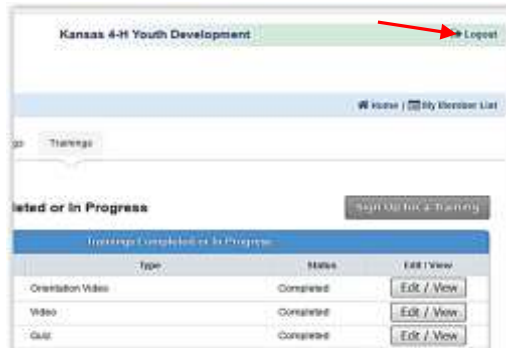 Kansas 4-H Youth Development
Logout
Home | My Member List
gs Trainings
leted or In Progress
Sign Up for a Training
Trainings Completed or In Progress
Type Status Edit / View
Orientation Video Completed Edit / View
Video Completed Edit / View
Quiz Completed Edit / View